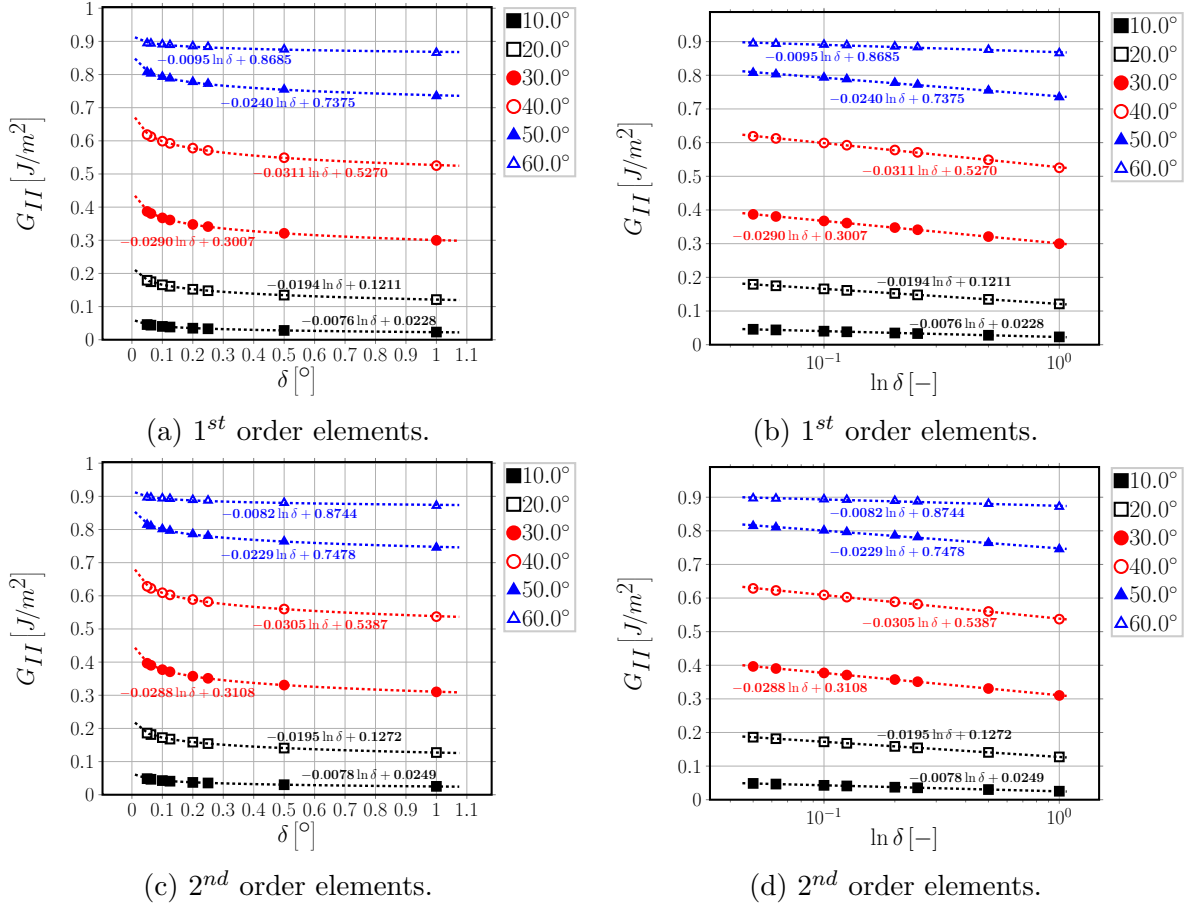 1
0.9
0.8
0.7
0.6
0.5
0.4
0.3
0.2
0.1
0
G_{II} [J/m^2]
−0.0095 ln δ + 0.8685
−0.0240 ln δ + 0.7375
−0.0311 ln δ + 0.5270
−0.0290 ln δ + 0.3007
−0.0194 ln δ + 0.1211
−0.0076 ln δ + 0.0228
0 0.1 0.2 0.3 0.4 0.5 0.6 0.7 0.8 0.9 1 1.1
δ [°]
10.0°
20.0°
30.0°
40.0°
50.0°
60.0°
(a) 1^{st} order elements.
0.9
0.8
0.7
0.6
0.5
0.4
0.3
0.2
0.1
0
G_{II} [J/m^2]
−0.0095 ln δ + 0.8685
−0.0240 ln δ + 0.7375
−0.0311 ln δ + 0.5270
−0.0290 ln δ + 0.3007
−0.0194 ln δ + 0.1211
−0.0076 ln δ + 0.0228
10^{−1} 10^{0}
ln δ [−]
10.0°
20.0°
30.0°
40.0°
50.0°
60.0°
(b) 1^{st} order elements.
1
0.9
0.8
0.7
0.6
0.5
0.4
0.3
0.2
0.1
0
G_{II} [J/m^2]
−0.0082 ln δ + 0.8744
−0.0229 ln δ + 0.7478
−0.0305 ln δ + 0.5387
−0.0288 ln δ + 0.3108
−0.0195 ln δ + 0.1272
−0.0078 ln δ + 0.0249
0 0.1 0.2 0.3 0.4 0.5 0.6 0.7 0.8 0.9 1 1.1
δ [°]
10.0°
20.0°
30.0°
40.0°
50.0°
60.0°
(c) 2^{nd} order elements.
0.9
0.8
0.7
0.6
0.5
0.4
0.3
0.2
0.1
0
G_{II} [J/m^2]
−0.0082 ln δ + 0.8744
−0.0229 ln δ + 0.7478
−0.0305 ln δ + 0.5387
−0.0288 ln δ + 0.3108
−0.0195 ln δ + 0.1272
−0.0078 ln δ + 0.0249
10^{−1} 10^{0}
ln δ [−]
10.0°
20.0°
30.0°
40.0°
50.0°
60.0°
(d) 2^{nd} order elements.